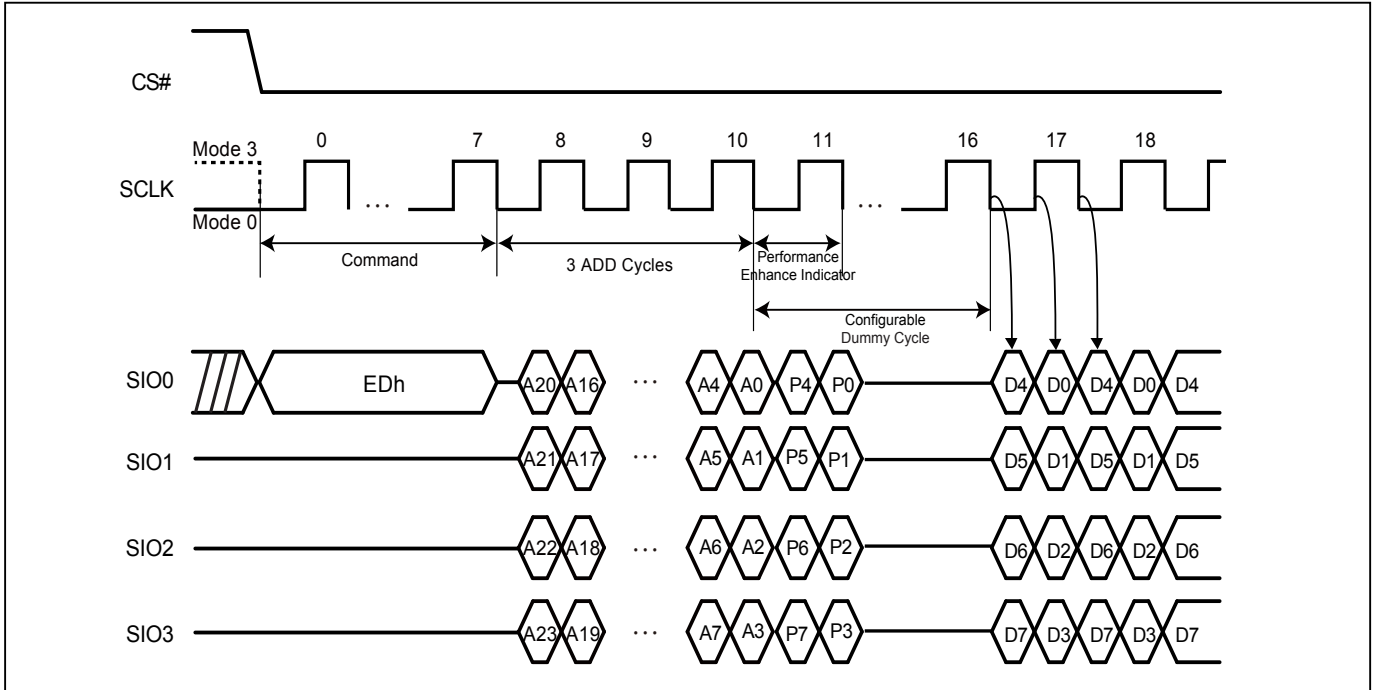 CS#
0 7 8 9 10 11 16 17 18
Mode 3
SCLK
Mode 0
... ...
Command
3 ADD Cycles
Performance
Enhance Indicator
Configurable
Dummy Cycle
SIO0 EDh A20 A16 ... A4 A0 P4 P0 D4 D0 D4 D0 D4
SIO1 A21 A17 ... A5 A1 P5 P1 D5 D1 D5 D1 D5
SIO2 A22 A18 ... A6 A2 P6 P2 D6 D2 D6 D2 D6
SIO3 A23 A19 ... A7 A3 P7 P3 D7 D3 D7 D3 D7